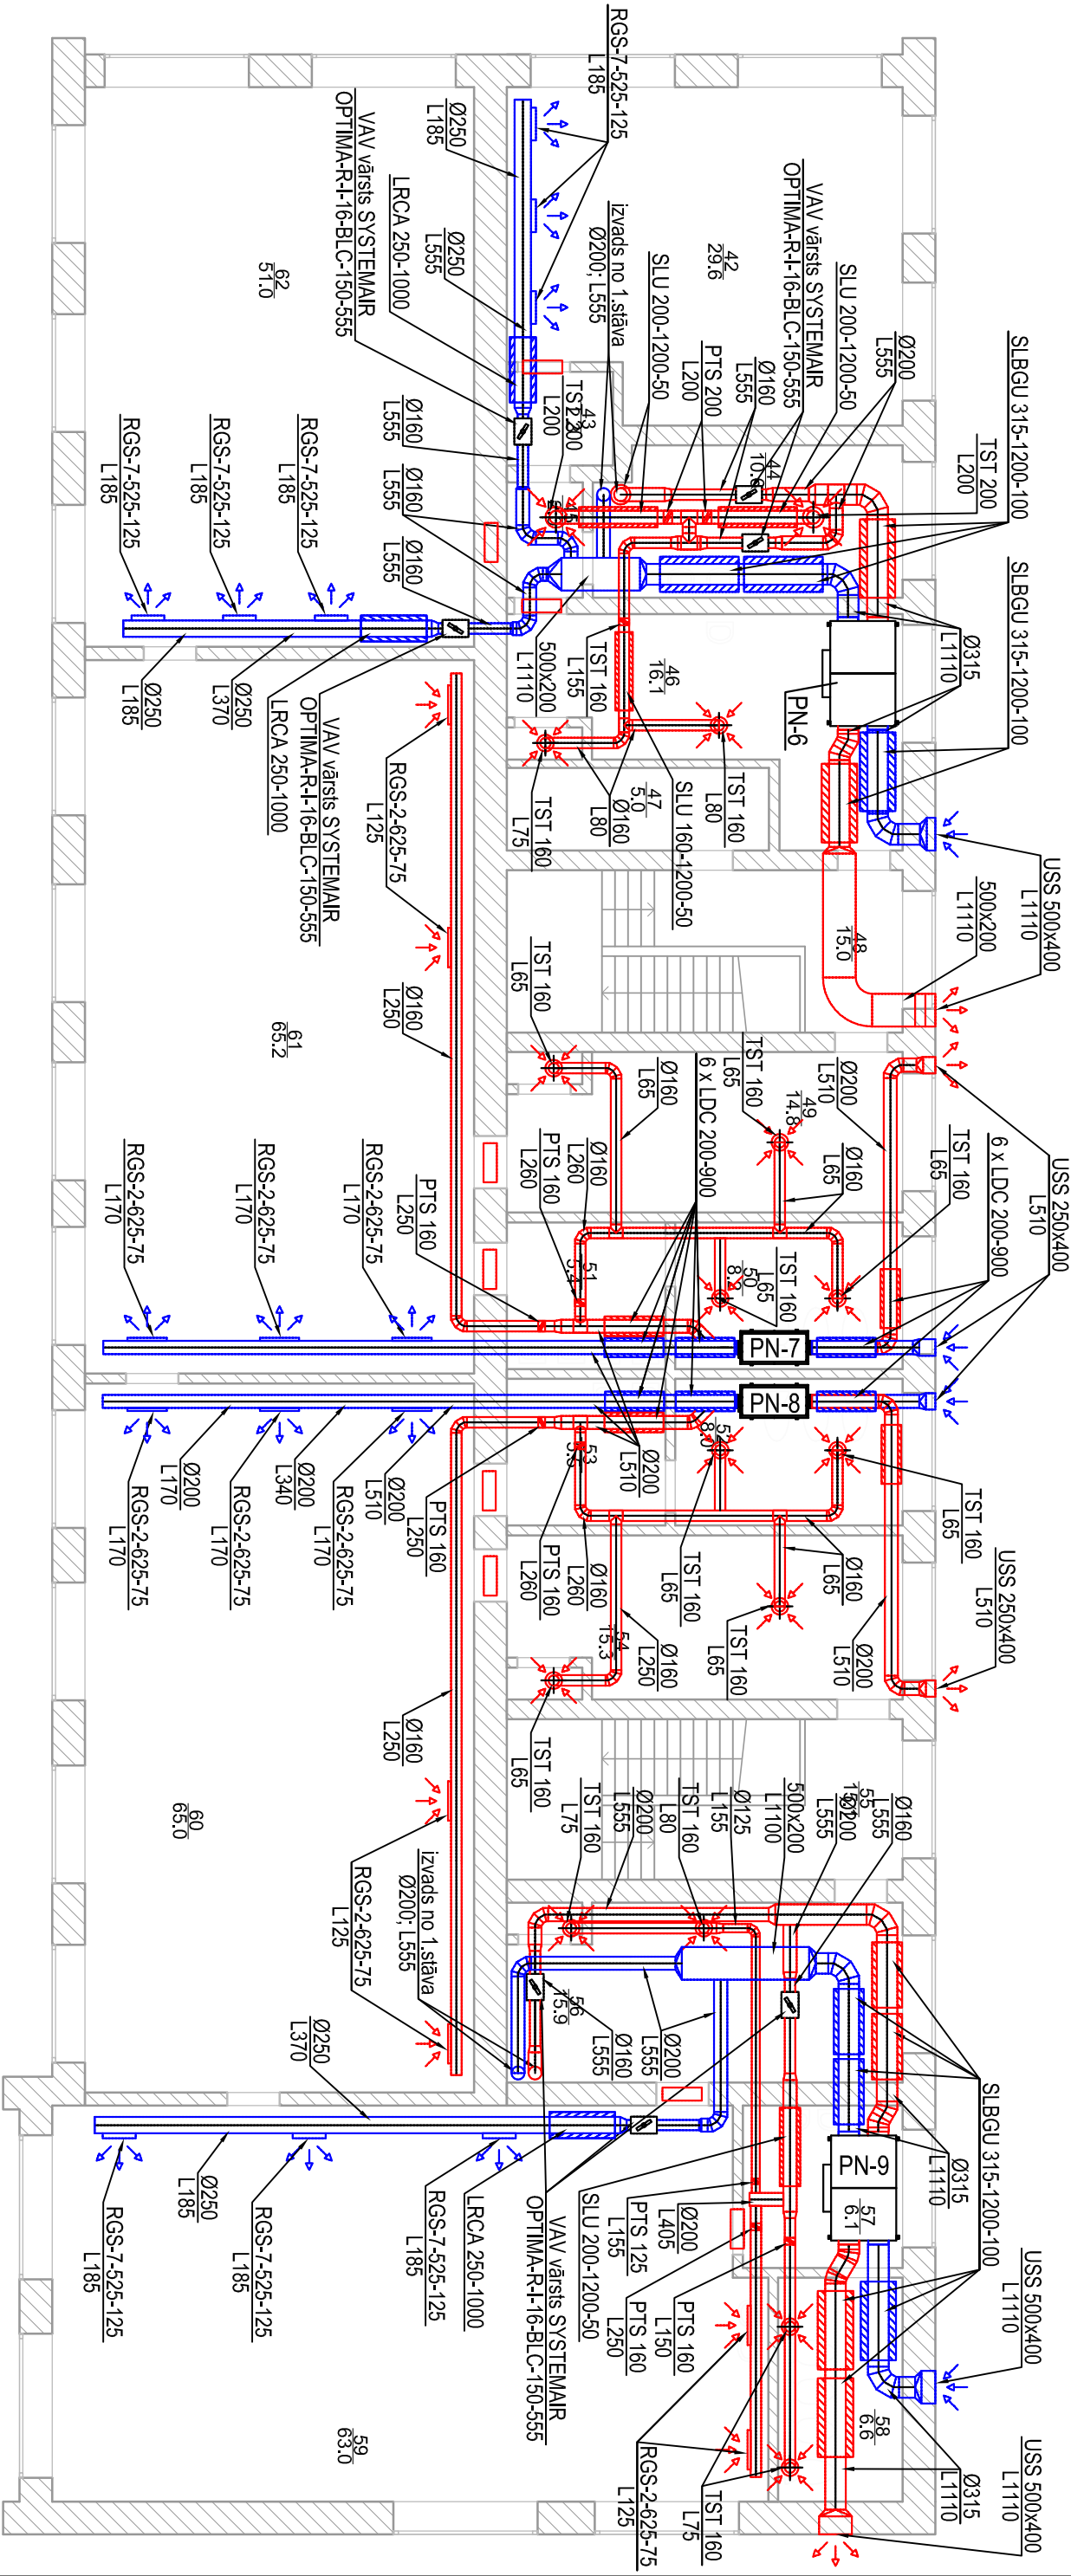 RGS-7-525-125
L185
Ø250
L185
VAV vārsts SYSTEMAIR
OPTIMA-R-I-16-BLC-150-555
LRCA 250-1000
Ø250
L555
izvads no 1.stāva
Ø200; L555
SLU 200-1200-50
42
29.6
PTS 200
L200
Ø160
L555
VAV vārsts SYSTEMAIR
OPTIMA-R-I-16-BLC-150-555
SLU 200-1200-50
Ø200
L555
TST 200
L200
SLBGU 315-1200-100
SLBGU 315-1200-100
Ø315
L1110
SLBGU 315-1200-100
USS 500x400
L1110
500x200
L1110
62
51.0
43
L200
44
45
46
16.1
47
5.0
48
15.0
PN-6
Ø160
L555
Ø160
L555
Ø160
L555
500x200
L1110
TST 160
L155
SLU 160-1200-50
Ø160
L80
TST 160
L80
TST 160
L75
RGS-7-525-125
L185
RGS-7-525-125
L185
RGS-7-525-125
L185
Ø250
L185
Ø250
L370
LRCA 250-1000
VAV vārsts SYSTEMAIR
OPTIMA-R-I-16-BLC-150-555
RGS-2-625-75
L125
Ø160
L250
61
65.2
TST 160
L65
Ø160
L65
6 x LDC 200-900
TST 160
L65
49
14.8
Ø160
L65
Ø200
L510
TST 160
L65
6 x LDC 200-900
USS 250x400
L510
PTS 160
L260
Ø160
L260
51
TST 160
L65
50
PN-7
PN-8
RGS-2-625-75
L170
RGS-2-625-75
L170
RGS-2-625-75
L170
PTS 160
L250
RGS-2-625-75
L170
Ø200
L170
RGS-2-625-75
L170
Ø200
L340
RGS-2-625-75
L170
Ø200
L510
PTS 160
L250
Ø200
L510
52
53
PTS 160
L260
Ø160
L260
54
15.3
Ø160
L250
TST 160
L65
TST 160
L65
Ø160
L65
Ø200
L510
TST 160
L65
USS 250x400
L510
TST 160
L65
Ø160
L250
60
65.0
RGS-2-625-75
L125
izvads no 1.stāva
Ø200; L555
TST 160
L75
Ø200
L555
TST 160
L80
Ø125
L155
500x200
L1100
55
Ø200
L555
Ø160
L555
56
15.9
Ø160
L555
Ø200
L555
SLBGU 315-1200-100
Ø315
L1110
PN-9
57
6.1
58
6.6
USS 500x400
L1110
Ø315
L1110
USS 500x400
L1110
Ø250
L370
RGS-7-525-125
L185
Ø250
L185
RGS-7-525-125
L185
RGS-7-525-125
L185
LRCA 250-1000
VAV vārsts SYSTEMAIR
OPTIMA-R-I-16-BLC-150-555
SLU 200-1200-50
PTS 125
L155
Ø200
L405
PTS 160
L250
PTS 160
L150
RGS-2-625-75
L125
TST 160
L75
59
63.0